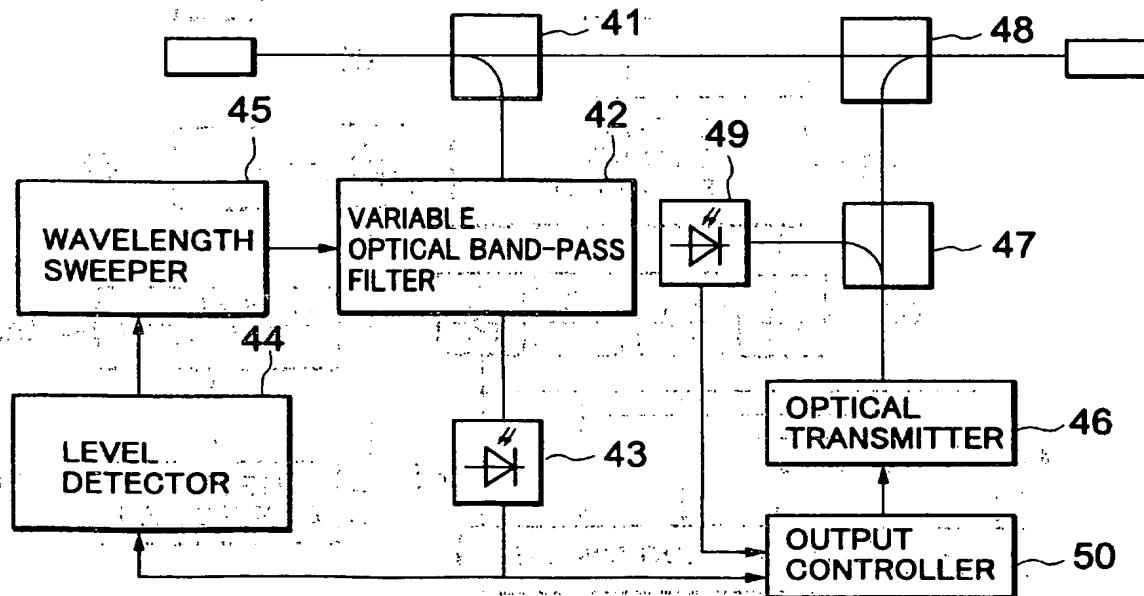 41
48
45
42
49
WAVELENGTH
SWEEPER
VARIABLE
OPTICAL BAND-PASS
FILTER
47
44
LEVEL
DETECTOR
43
OPTICAL
TRANSMITTER
46
OUTPUT
CONTROLLER
50